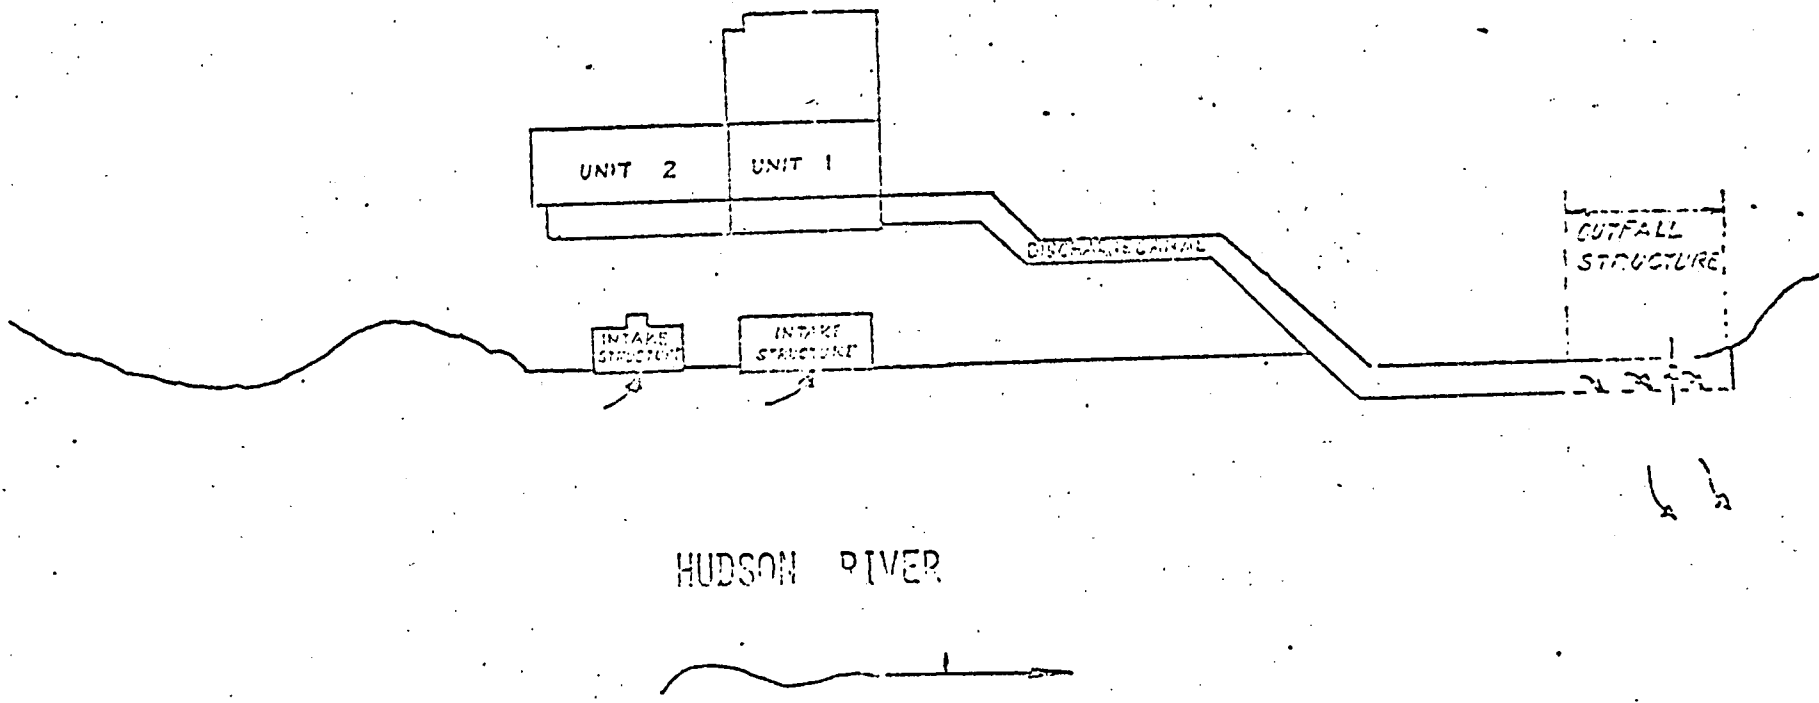 UNIT 2
UNIT 1
DISCHARGE CANAL
OUTFALL
STRUCTURE
INTAKE
STRUCTURE
INTAKE
STRUCTURE
HUDSON RIVER